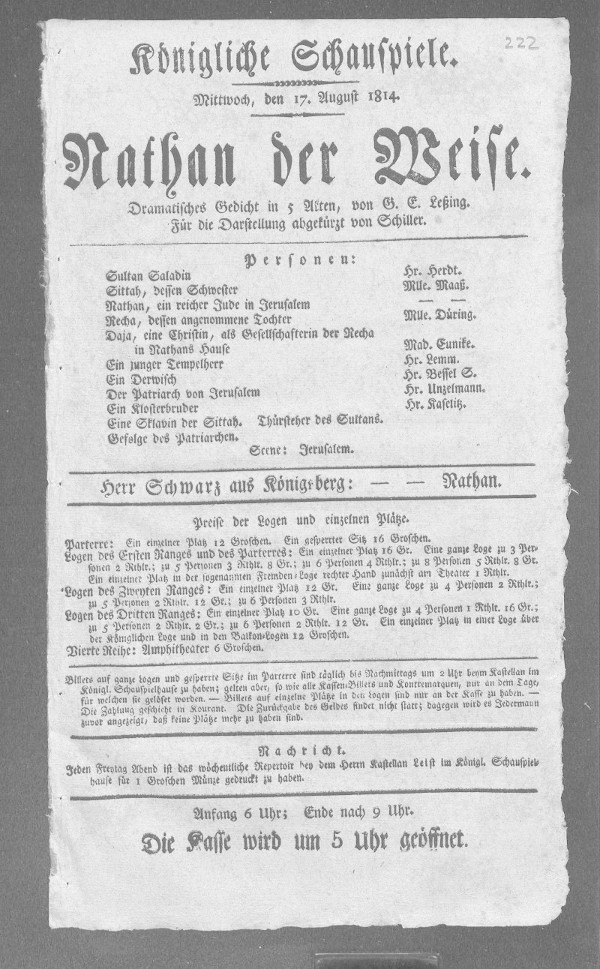 222
Königliche Schauspiele.
Mittwoch, den 17. August 1814.
Nathan der Weise.
Dramatisches Gedicht in 5 Akten, von G. E. Leßing.
Für die Darstellung abgekürzt von Schiller.
Personen:
Sultan Saladin Hr. Herdt.
Sittah, dessen Schwester Mlle. Maaß.
Nathan, ein reicher Jude in Jerusalem — —
Recha, dessen angenommene Tochter Mlle. Düring.
Daja, eine Christin, als Gesellschafterin der Recha
in Nathans Hause Mad. Eunike.
Ein junger Tempelherr Hr. Lemm.
Ein Derwisch Hr. Bessel S.
Der Patriarch von Jerusalem Hr. Unzelmann.
Ein Klosterbruder Hr. Kaselitz.
Eine Sklavin der Sittah. Thürsteher des Sultans.
Gefolge des Patriarchen.
Scene: Jerusalem.
Herr Schwarz aus Königsberg: — — Nathan.
Preise der Logen und einzelnen Plätze.
Parterre: Ein einzelner Platz 12 Groschen. Ein gesperrter Sitz 16 Groschen.
Logen des Ersten Ranges und des Parterres: Ein einzelner Platz 16 Gr. Eine ganze Loge zu 3 Per-
sonen 2 Rthlr.; zu 5 Personen 3 Rthlr. 8 Gr.; zu 6 Personen 4 Rthlr.; zu 8 Personen 5 Rthlr. 8 Gr.
Ein einzelner Platz in der sogenannten Fremden-Loge rechter Hand zunächst am Theater 1 Rthlr.
Logen des Zweyten Ranges: Ein einzelner Platz 12 Gr. Eine ganze Loge zu 4 Personen 2 Rthlr.;
zu 5 Personen 2 Rthlr. 12 Gr.; zu 6 Personen 3 Rthlr.
Logen des Dritten Ranges: Ein einzelner Platz 10 Gr. Eine ganze Loge zu 4 Personen 1 Rthlr. 16 Gr.;
zu 5 Personen 2 Rthlr. 2 Gr.; zu 6 Personen 2 Rthlr. 12 Gr. Ein einzelner Platz in einer Loge über
der Königlichen Loge und in den Balkon-Logen 12 Groschen.
Vierte Reihe: Amphitheater 6 Groschen.
Billets auf ganze Logen und gesperrte Sitze im Parterre sind täglich bis Nachmittags um 2 Uhr beym Kastellan im
Königl. Schauspielhause zu haben; gelten aber, so wie alle Kassen-Billets und Kontremarquen, nur an dem Tage,
für welchen sie gelöset worden. — Billets auf einzelne Plätze in den Logen sind nur an der Kasse zu haben. —
Die Zahlung geschieht in Kourant. Die Zurückgabe des Geldes findet nicht statt; dagegen wird es Jedermann
zuvor angezeigt, daß keine Plätze mehr zu haben sind.
Nachricht.
Jeden Freytag Abend ist das wöchentliche Repertoir bey dem Herrn Kastellan Leist im Königl. Schauspiel-
hause für 1 Groschen Münze gedruckt zu haben.
Anfang 6 Uhr; Ende nach 9 Uhr.
Die Kasse wird um 5 Uhr geöffnet.